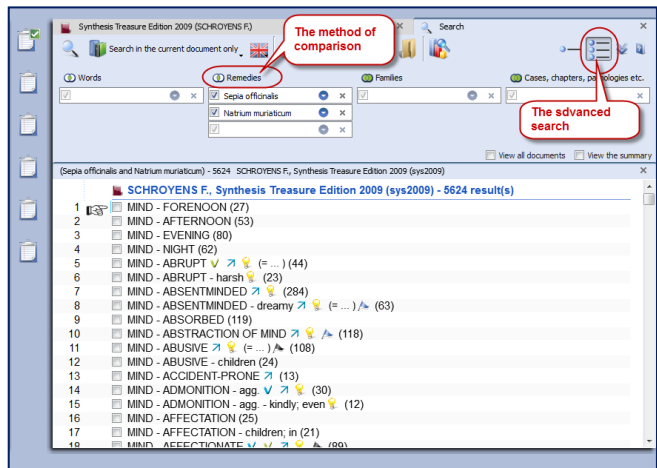 Synthesis Treasure Edition 2009 (SCHROYENS F.)
Search
The method of
comparison
Search in the current document only
Words
Remedies
Families
Cases, chapters, pathologies etc.
Sepia officinalis
Natrium muriaticum
The sdvanced
search
View all documents
View the summary
(Sepia officinalis and Natrium muriaticum) - 5624 SCHROYENS F., Synthesis Treasure Edition 2009 (sys2009)
SCHROYENS F., Synthesis Treasure Edition 2009 (sys2009) - 5624 result(s)
1 MIND - FORENOON (27)
2 MIND - AFTERNOON (53)
3 MIND - EVENING (80)
4 MIND - NIGHT (62)
5 MIND - ABRUPT (= ... ) (44)
6 MIND - ABRUPT - harsh (23)
7 MIND - ABSENTMINDED (284)
8 MIND - ABSENTMINDED - dreamy (= ... ) (63)
9 MIND - ABSORBED (119)
10 MIND - ABSTRACTION OF MIND (118)
11 MIND - ABUSIVE (= ... ) (108)
12 MIND - ABUSIVE - children (24)
13 MIND - ACCIDENT-PRONE (13)
14 MIND - ADMONITION - agg. (30)
15 MIND - ADMONITION - agg. - kindly; even (12)
16 MIND - AFFECTATION (25)
17 MIND - AFFECTATION - children; in (21)
18 MIND - AFFECTIONATE (89)